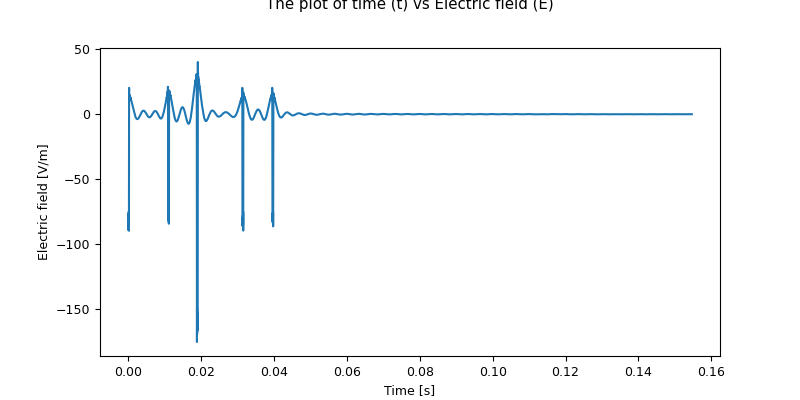 The plot of time (t) vs Electric field (E)
50
0
−50
−100
−150
Electric field [V/m]
0.00 0.02 0.04 0.06 0.08 0.10 0.12 0.14 0.16
Time [s]